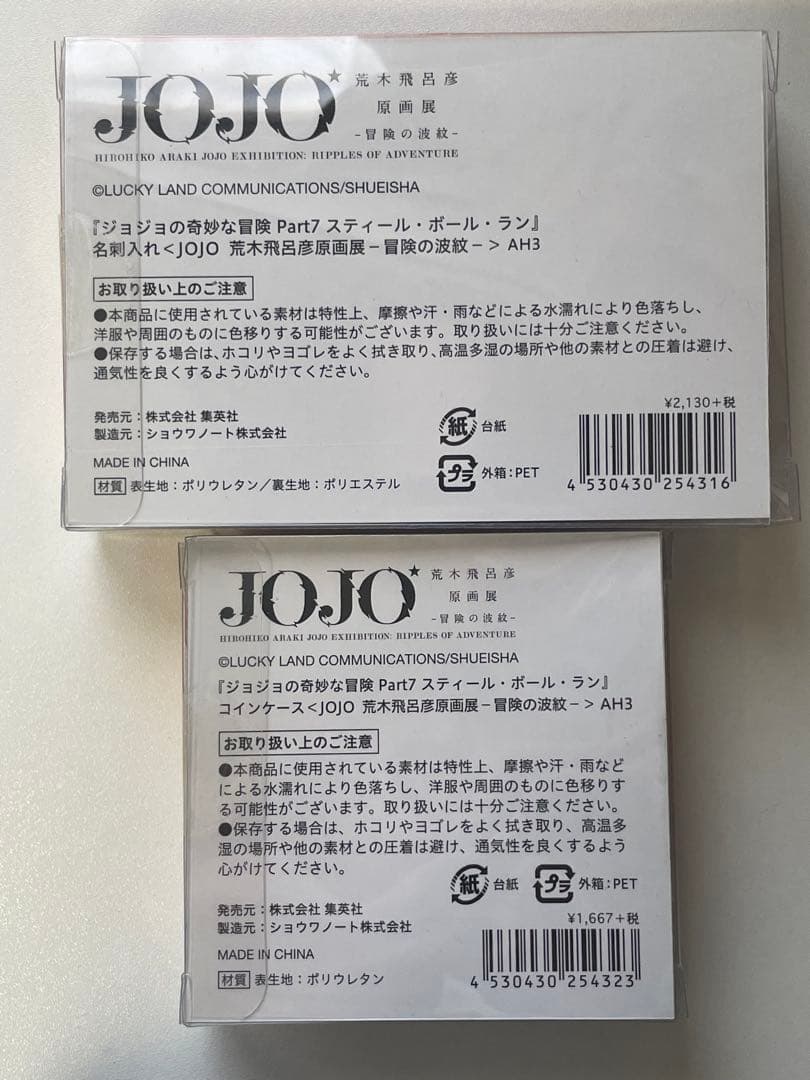 JOJO★
荒木飛呂彦
原画展
-冒険の波紋-
HIROHIKO ARAKI JOJO EXHIBITION: RIPPLES OF ADVENTURE
©LUCKY LAND COMMUNICATIONS/SHUEISHA
『ジョジョの奇妙な冒険 Part7 スティール・ボール・ラン』
名刺入れ<JOJO 荒木飛呂彦原画展－冒険の波紋－> AH3
お取り扱い上のご注意
●本商品に使用されている素材は特性上、摩擦や汗・雨などによる水濡れにより色落ちし、
洋服や周囲のものに色移りする可能性がございます。取り扱いには十分ご注意ください。
●保存する場合は、ホコリやヨゴレをよく拭き取り、高温多湿の場所や他の素材との圧着は避け、
通気性を良くするよう心がけてください。
発売元：株式会社 集英社
製造元：ショウワノート株式会社
MADE IN CHINA
材質 表生地：ポリウレタン／裏生地：ポリエステル
紙 台紙
プラ 外箱：PET
¥2,130+税
4 530430 254316
JOJO★
荒木飛呂彦
原画展
-冒険の波紋-
HIROHIKO ARAKI JOJO EXHIBITION: RIPPLES OF ADVENTURE
©LUCKY LAND COMMUNICATIONS/SHUEISHA
『ジョジョの奇妙な冒険 Part7 スティール・ボール・ラン』
コインケース<JOJO 荒木飛呂彦原画展－冒険の波紋－> AH3
お取り扱い上のご注意
●本商品に使用されている素材は特性上、摩擦や汗・雨など
による水濡れにより色落ちし、洋服や周囲のものに色移りす
る可能性がございます。取り扱いには十分ご注意ください。
●保存する場合は、ホコリやヨゴレをよく拭き取り、高温多
湿の場所や他の素材との圧着は避け、通気性を良くするよう
心がけてください。
紙 台紙 プラ 外箱：PET
発売元：株式会社 集英社
製造元：ショウワノート株式会社
MADE IN CHINA
材質 表生地：ポリウレタン
¥1,667+税
4 530430 254323